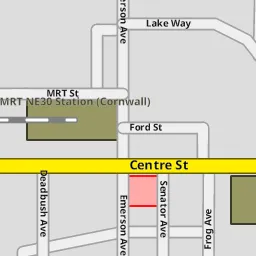 erson Ave
Lake Way
MRT St
MRT NE30 Station (Cornwall)
Ford St
Centre St
Deadbush Ave
Emerson Ave
Senator Ave
Frog Ave